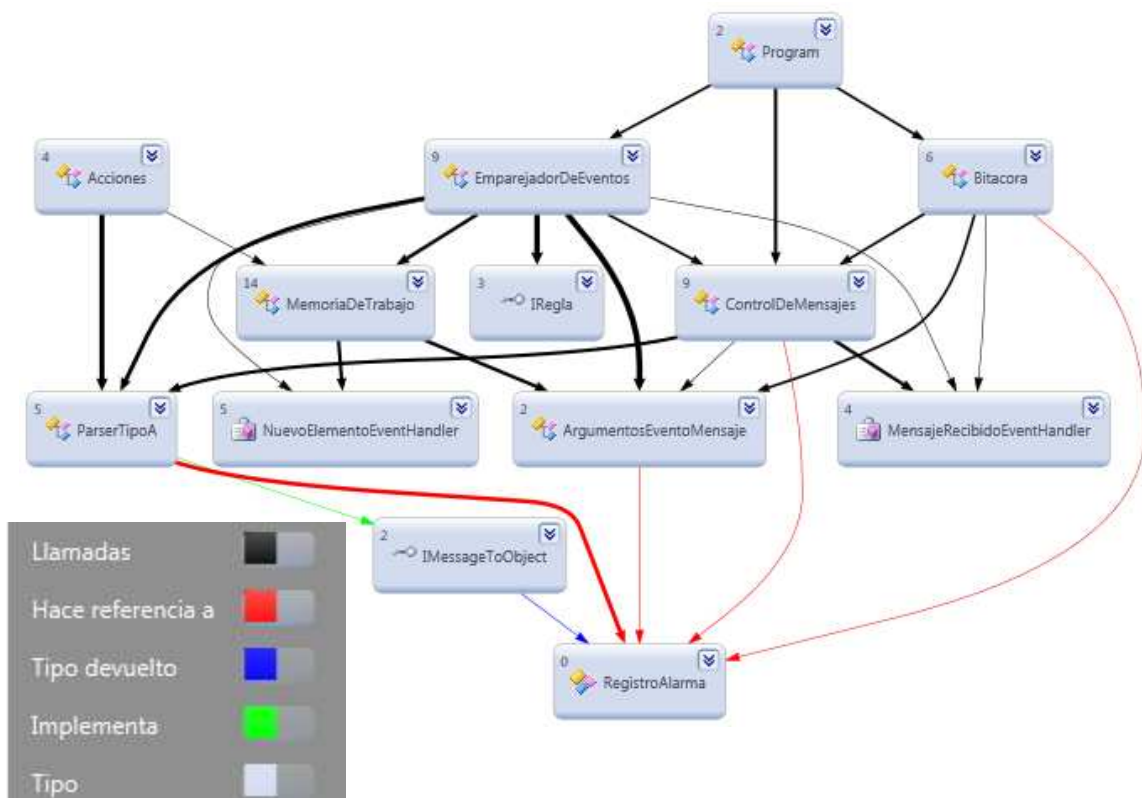 2
Program
4
Acciones
9
EmparejadorDeEventos
6
Bitacora
14
MemoriaDeTrabajo
3
IRegla
9
ControlDeMensajes
5
ParserTipoA
5
NuevoElementoEventHandler
2
ArgumentosEventoMensaje
4
MensajeRecibidoEventHandler
2
IMessageToObject
0
RegistroAlarma
Llamadas
Hace referencia a
Tipo devuelto
Implementa
Tipo